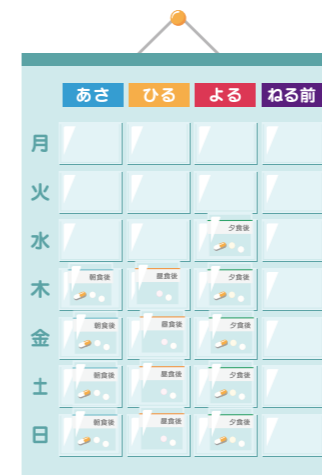 あさ ひる よる ねる前
月
火
水 夕食後
木 朝食後 昼食後 夕食後
金 朝食後 昼食後 夕食後
土 朝食後 昼食後 夕食後
日 朝食後 昼食後 夕食後